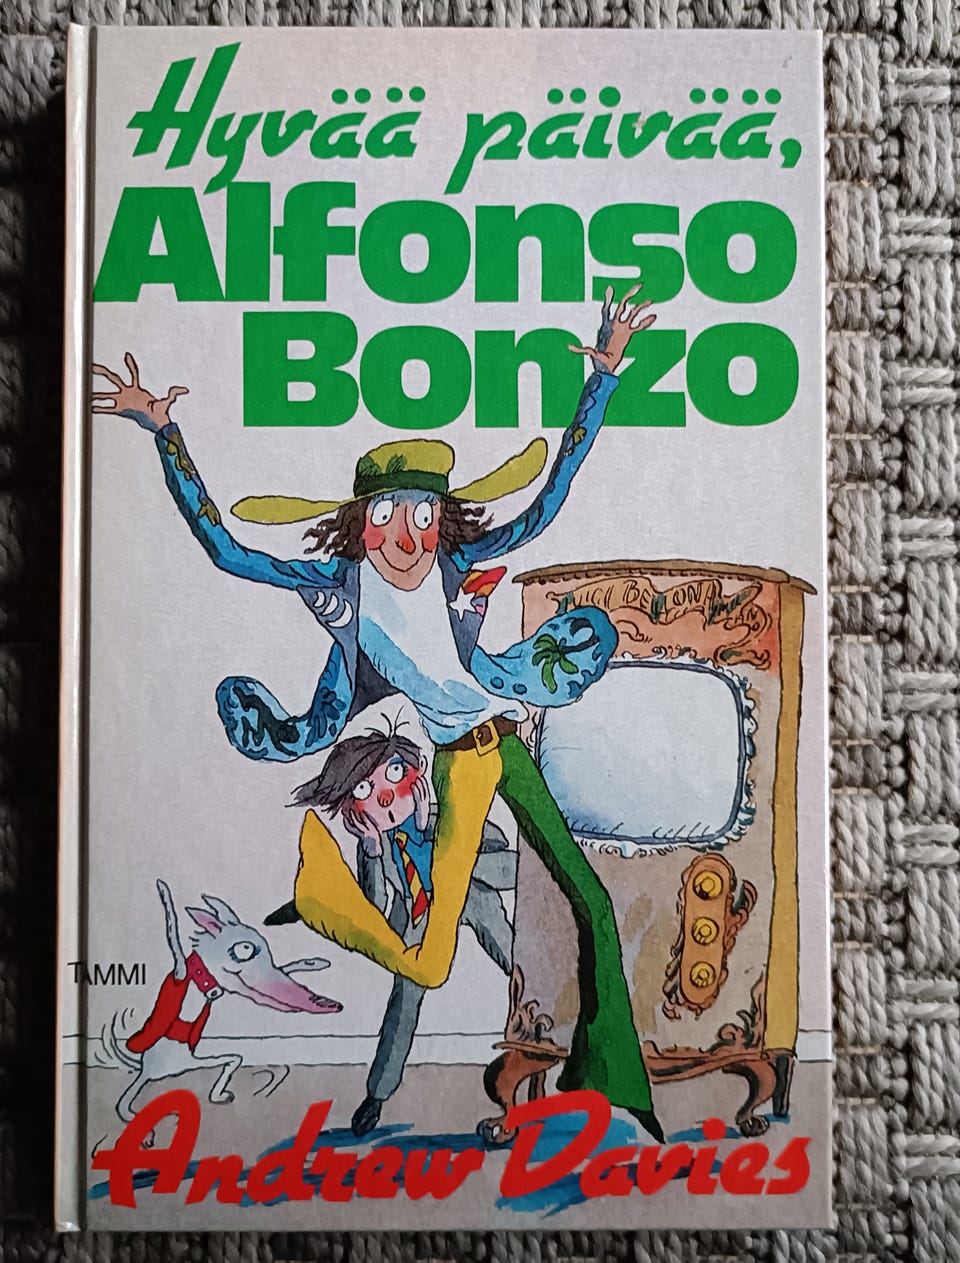 Hyvää päivää,
Alfonso
Bonzo
TAMMI
Andrew Davies